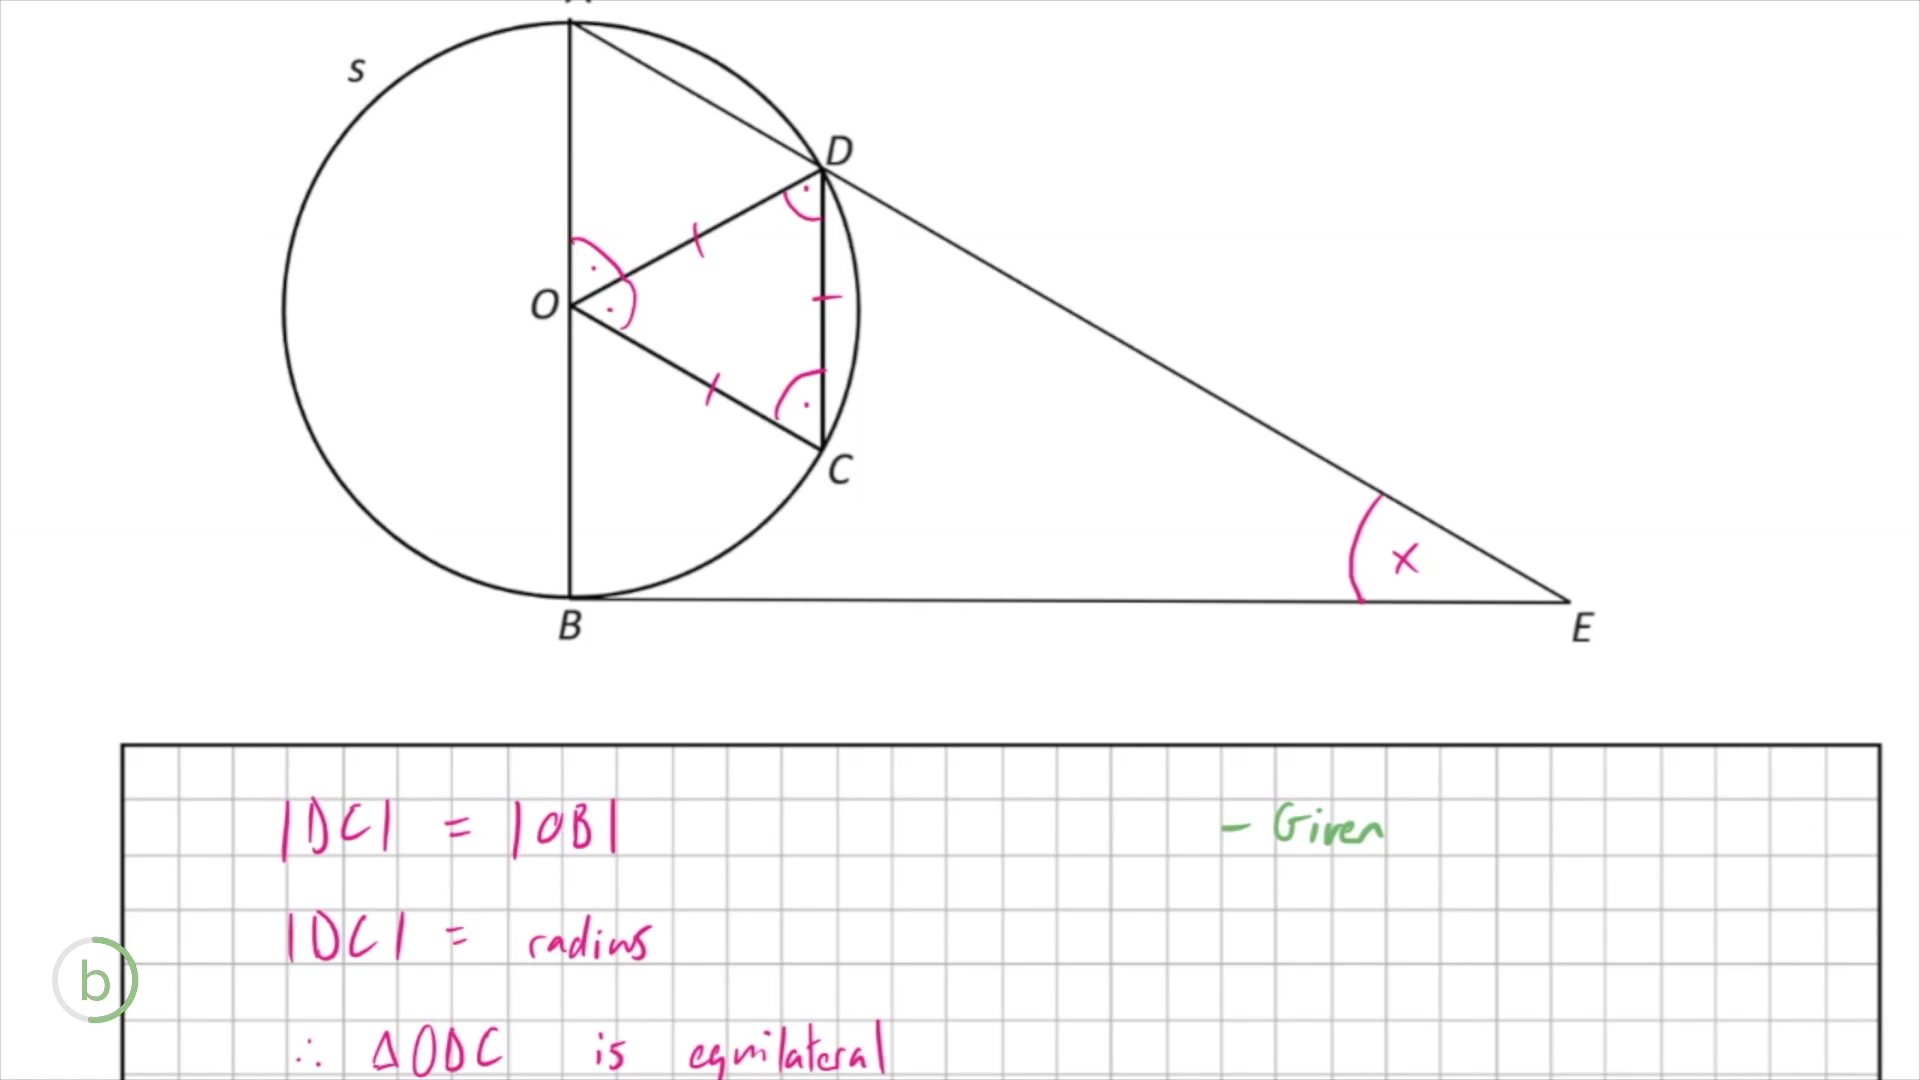 s
D
O
C
x
B
E
|DC| = |OB| - Given
|DC| = radius
∴ ΔODC is equilateral
b